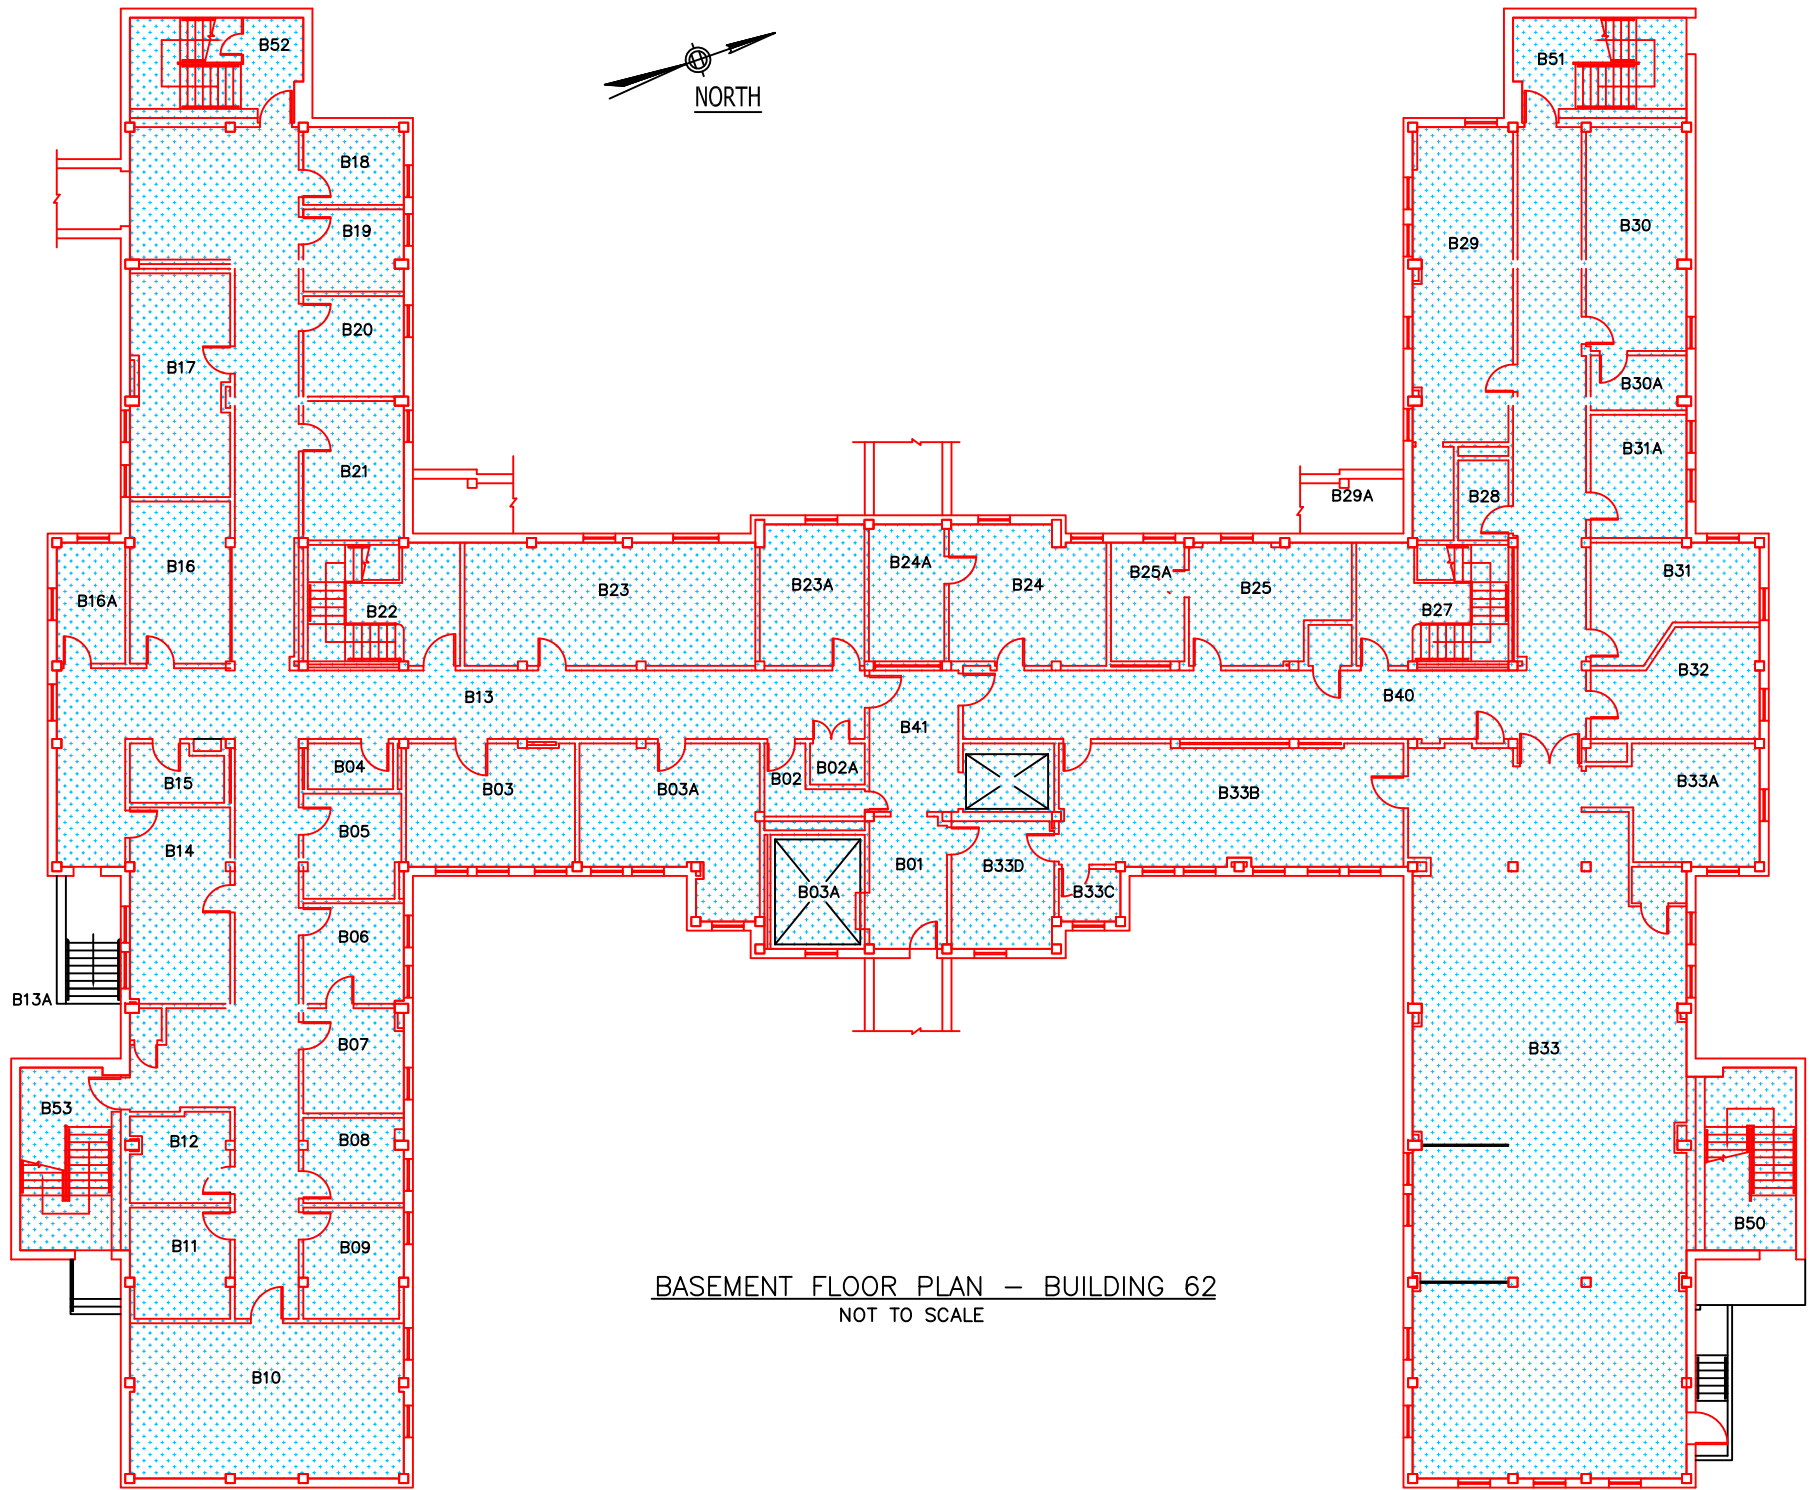 B52
B51
NORTH
B18
B19
B30
B29
B20
B17
B30A
B21
B31A
B28
B29A
B16
B24A
B31
B16A
B23
B23A
B24
B25A
B25
B22
B27
B32
B13
B40
B41
B04
B02A
B15
B03
B03A
B02
B33B
B33A
B05
B14
B01
B33D
B03A
B33C
B06
B13A
B07
B33
B53
B12
B08
B50
B11
B09
BASEMENT FLOOR PLAN – BUILDING 62
NOT TO SCALE
B10